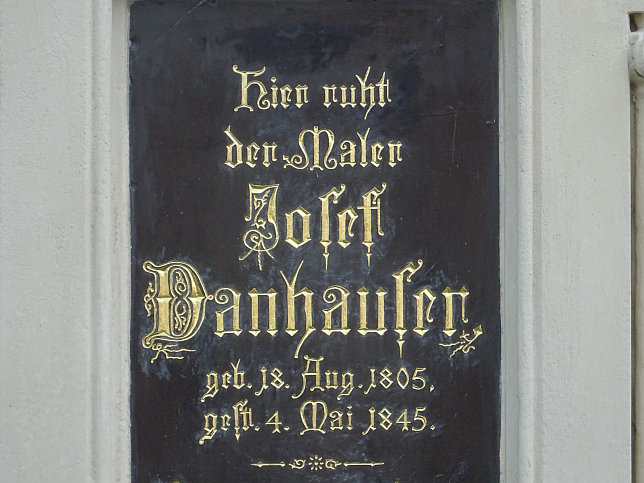 Hier ruht
der Maler
Josef
Danhauser
geb. 18. Aug. 1805.
gest. 4. Mai 1845.